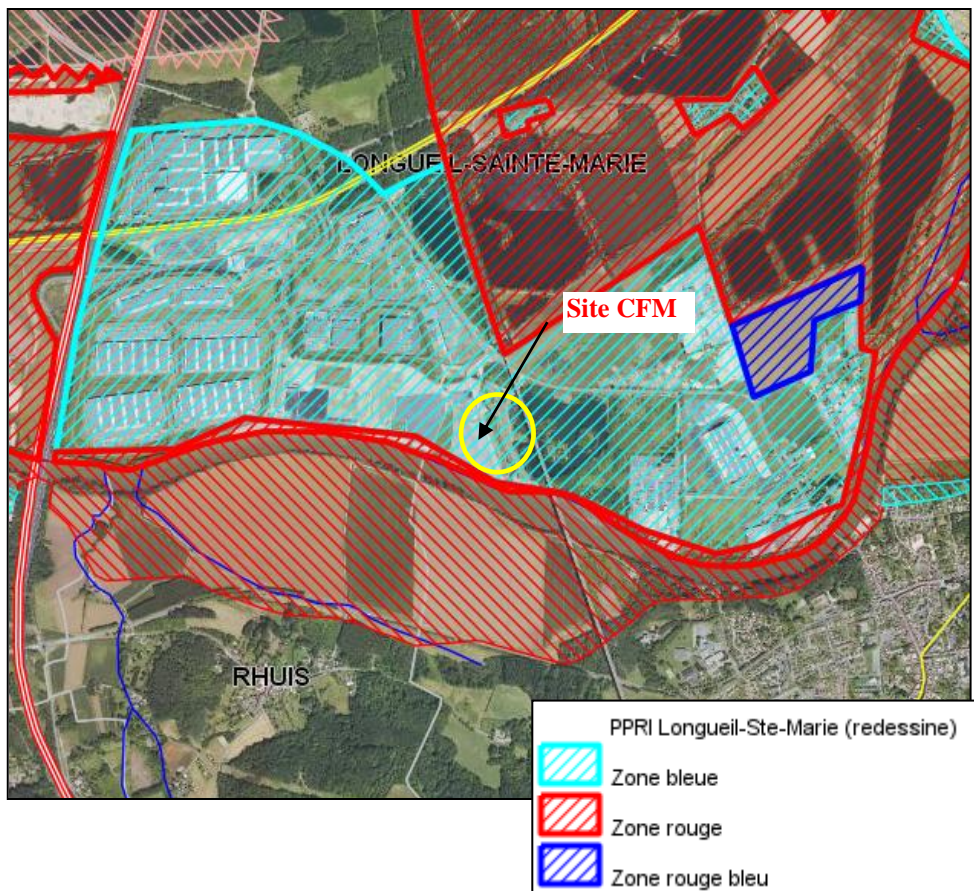 LONGUEIL-SAINTE-MARIE
Site CFM
RHUIS
PPRI Longueil-Ste-Marie (redessine)
Zone bleue
Zone rouge
Zone rouge bleu